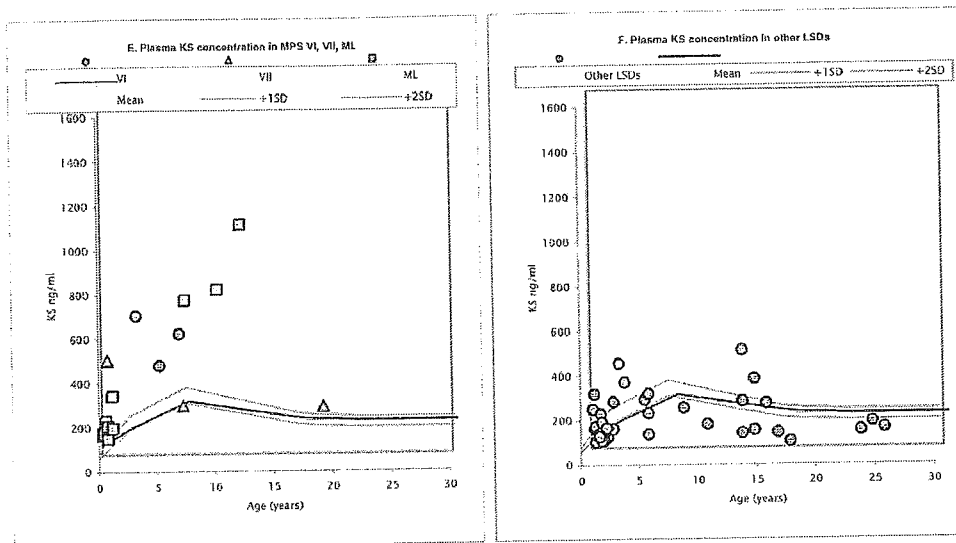 E. Plasma KS concentration in MPS VI, VII, ML
VI VII ML
Mean +1SD +2SD
1600
1400
1200
1000
800
600
400
200
0
KS ng/ml
0 5 10 15 20 25 30
Age (years)
F. Plasma KS concentration in other LSDs
Other LSDs Mean +1SD +2SD
1600
1400
1200
1000
800
600
400
200
0
KS ng/ml
0 5 10 15 20 25 30
Age (years)